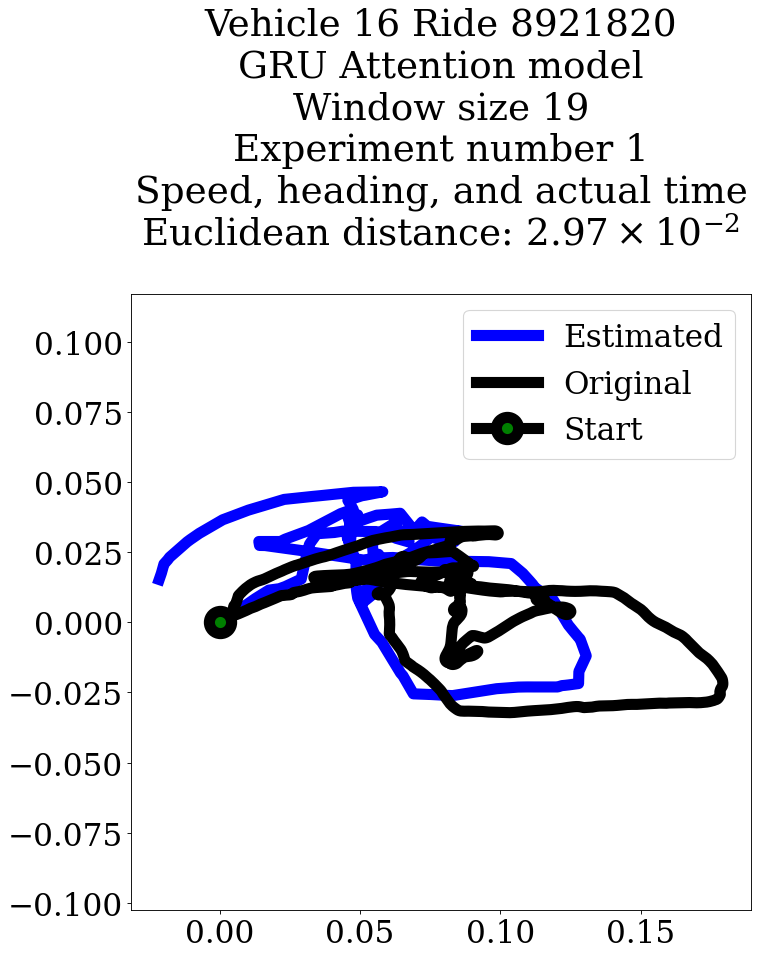 Vehicle 16 Ride 8921820
GRU Attention model
Window size 19
Experiment number 1
Speed, heading, and actual time
Euclidean distance: 2.97 × 10⁻²
Estimated
Original
Start
0.100
0.075
0.050
0.025
0.000
−0.025
−0.050
−0.075
−0.100
0.00 0.05 0.10 0.15